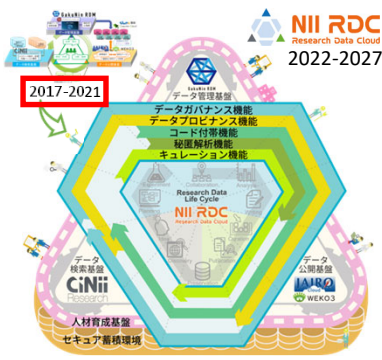 GakuNin RDM
NII RDC
Research Data Cloud
2022-2027
2017-2021
GakuNin RDM
データ管理基盤
データガバナンス機能
データプロビナンス機能
コード付帯機能
秘匿解析機能
キュレーション機能
Research Data
Life Cycle
NII RDC
Research Data Cloud
データ
検索基盤
CiNii
Research
データ
公開基盤
JAIRO
Cloud
WEKO3
人材育成基盤
セキュア蓄積環境